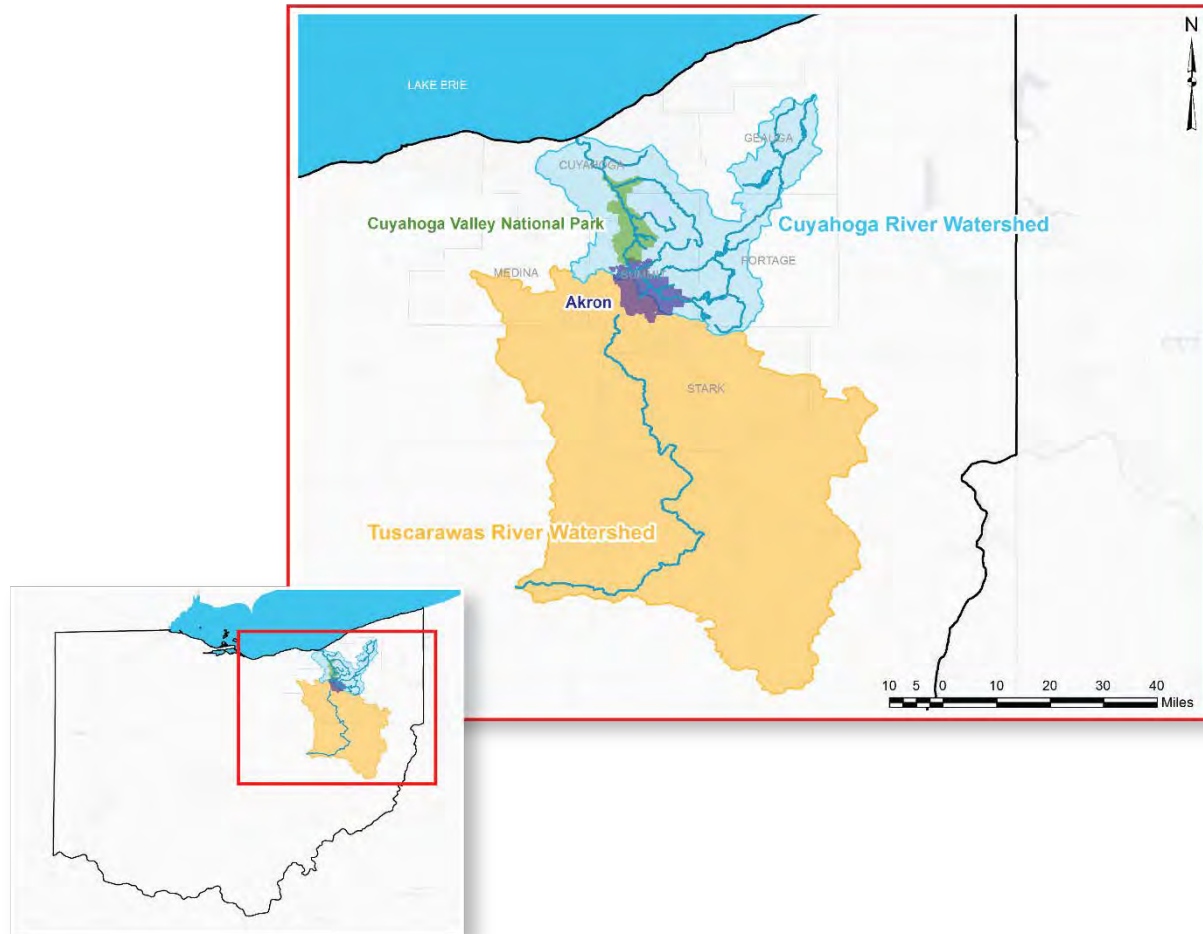 N
LAKE ERIE
GEAUGA
CUYAHOGA
Cuyahoga Valley National Park
Cuyahoga River Watershed
PORTAGE
MEDINA
SUMMIT
Akron
STARK
Tuscarawas River Watershed
10 5 0 10 20 30 40
Miles